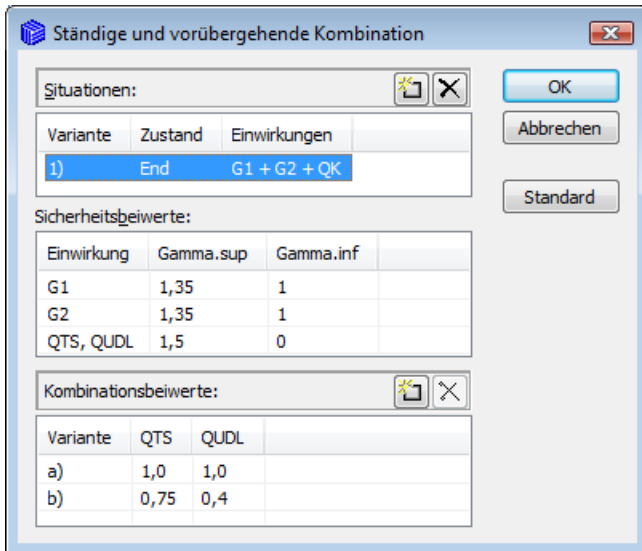 Ständige und vorübergehende Kombination
Situationen:
OK
Variante Zustand Einwirkungen
Abbrechen
1) End G1 + G2 + QK
Standard
Sicherheitsbeiwerte:
Einwirkung Gamma.sup Gamma.inf
G1 1,35 1
G2 1,35 1
QTS, QUDL 1,5 0
Kombinationsbeiwerte:
Variante QTS QUDL
a) 1,0 1,0
b) 0,75 0,4